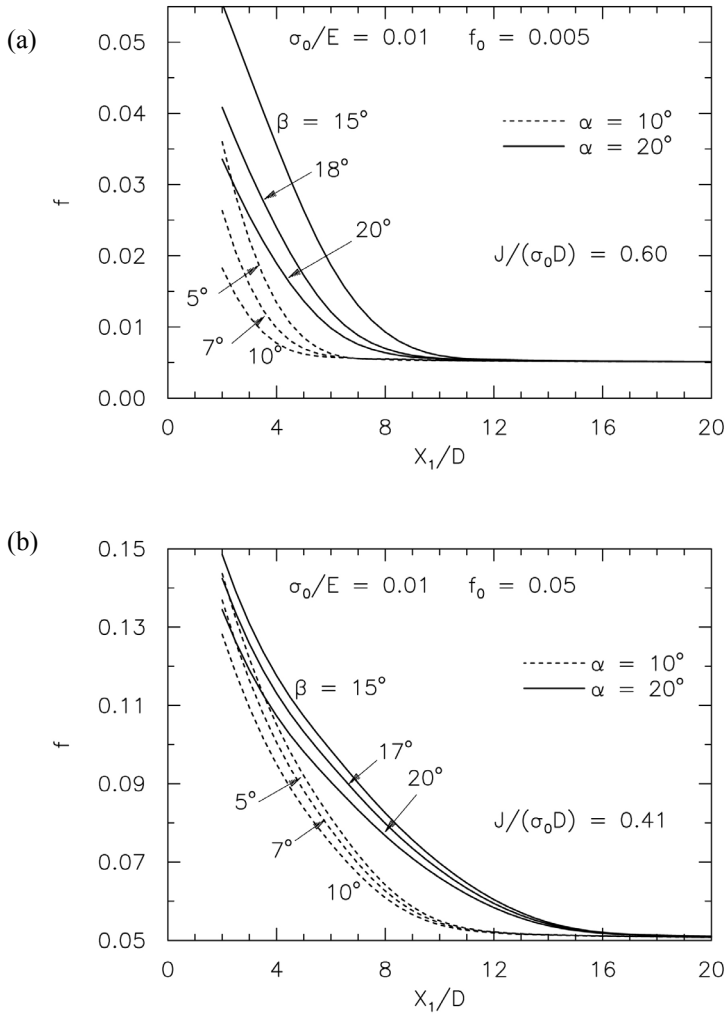 (a)
σ₀/E = 0.01 f₀ = 0.005
0.05
0.04
0.03
0.02
0.01
0.00
f
β = 15°
18°
20°
5°
7°
10°
α = 10°
α = 20°
J/(σ₀D) = 0.60
0 4 8 12 16 20
X₁/D
(b)
σ₀/E = 0.01 f₀ = 0.05
0.15
0.13
0.11
0.09
0.07
0.05
f
β = 15°
17°
20°
5°
7°
10°
α = 10°
α = 20°
J/(σ₀D) = 0.41
0 4 8 12 16 20
X₁/D